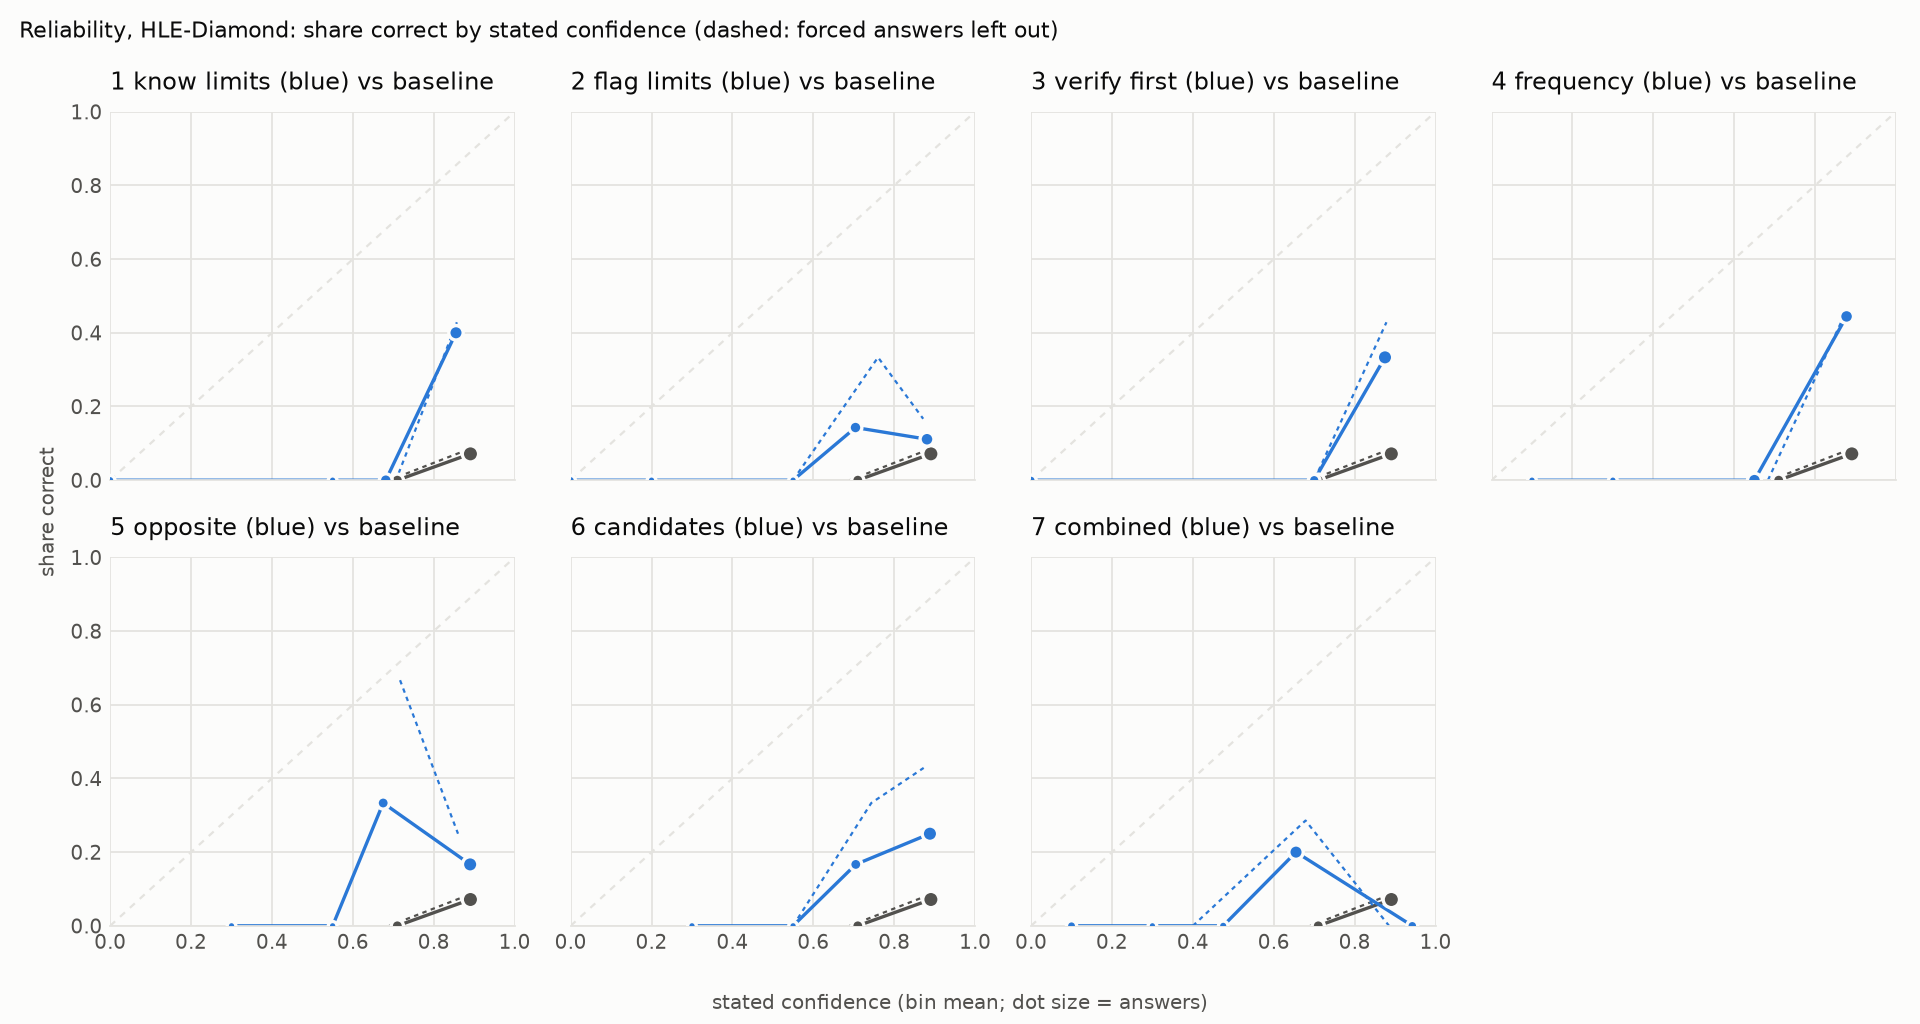 Reliability, HLE-Diamond: share correct by stated confidence (dashed: forced answers left out)
1 know limits (blue) vs baseline
2 flag limits (blue) vs baseline
3 verify first (blue) vs baseline
4 frequency (blue) vs baseline
1.0
0.8
0.6
0.4
0.2
0.0
share correct
5 opposite (blue) vs baseline
6 candidates (blue) vs baseline
7 combined (blue) vs baseline
1.0
0.8
0.6
0.4
0.2
0.0
0.0 0.2 0.4 0.6 0.8 1.0
0.0 0.2 0.4 0.6 0.8 1.0
0.0 0.2 0.4 0.6 0.8 1.0
stated confidence (bin mean; dot size = answers)